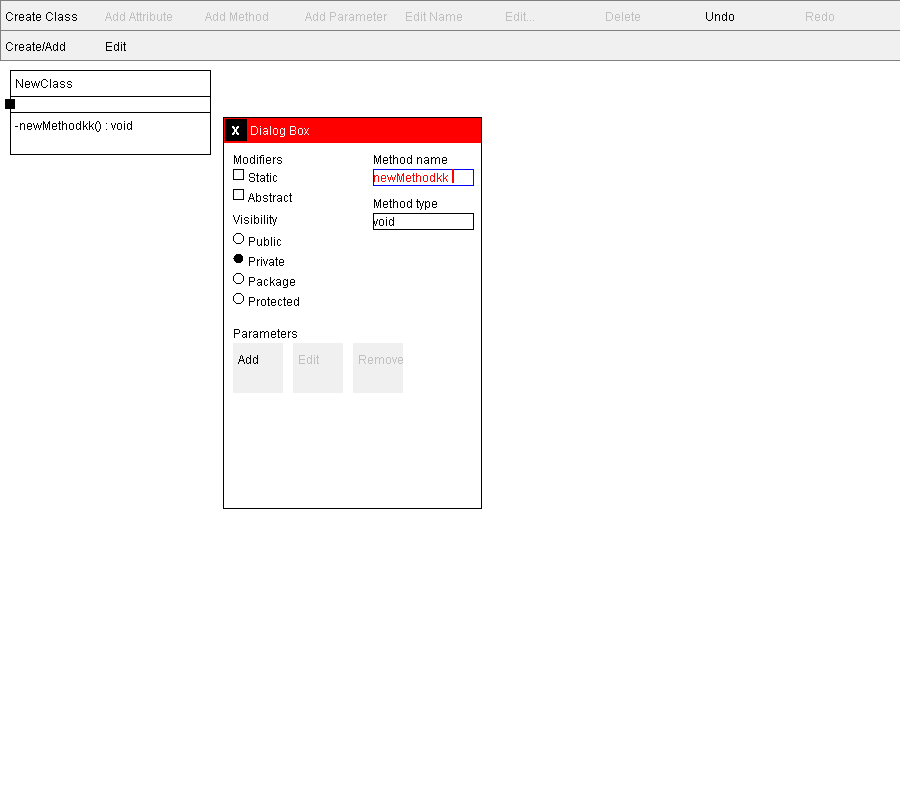 Create Class Add Attribute Add Method Add Parameter Edit Name Edit... Delete Undo Redo
Create/Add Edit
NewClass
-newMethodkk() : void
X Dialog Box
Modifiers
Static
Abstract
Visibility
Public
Private
Package
Protected
Method name
newMethodkk
Method type
void
Parameters
Add Edit Remove